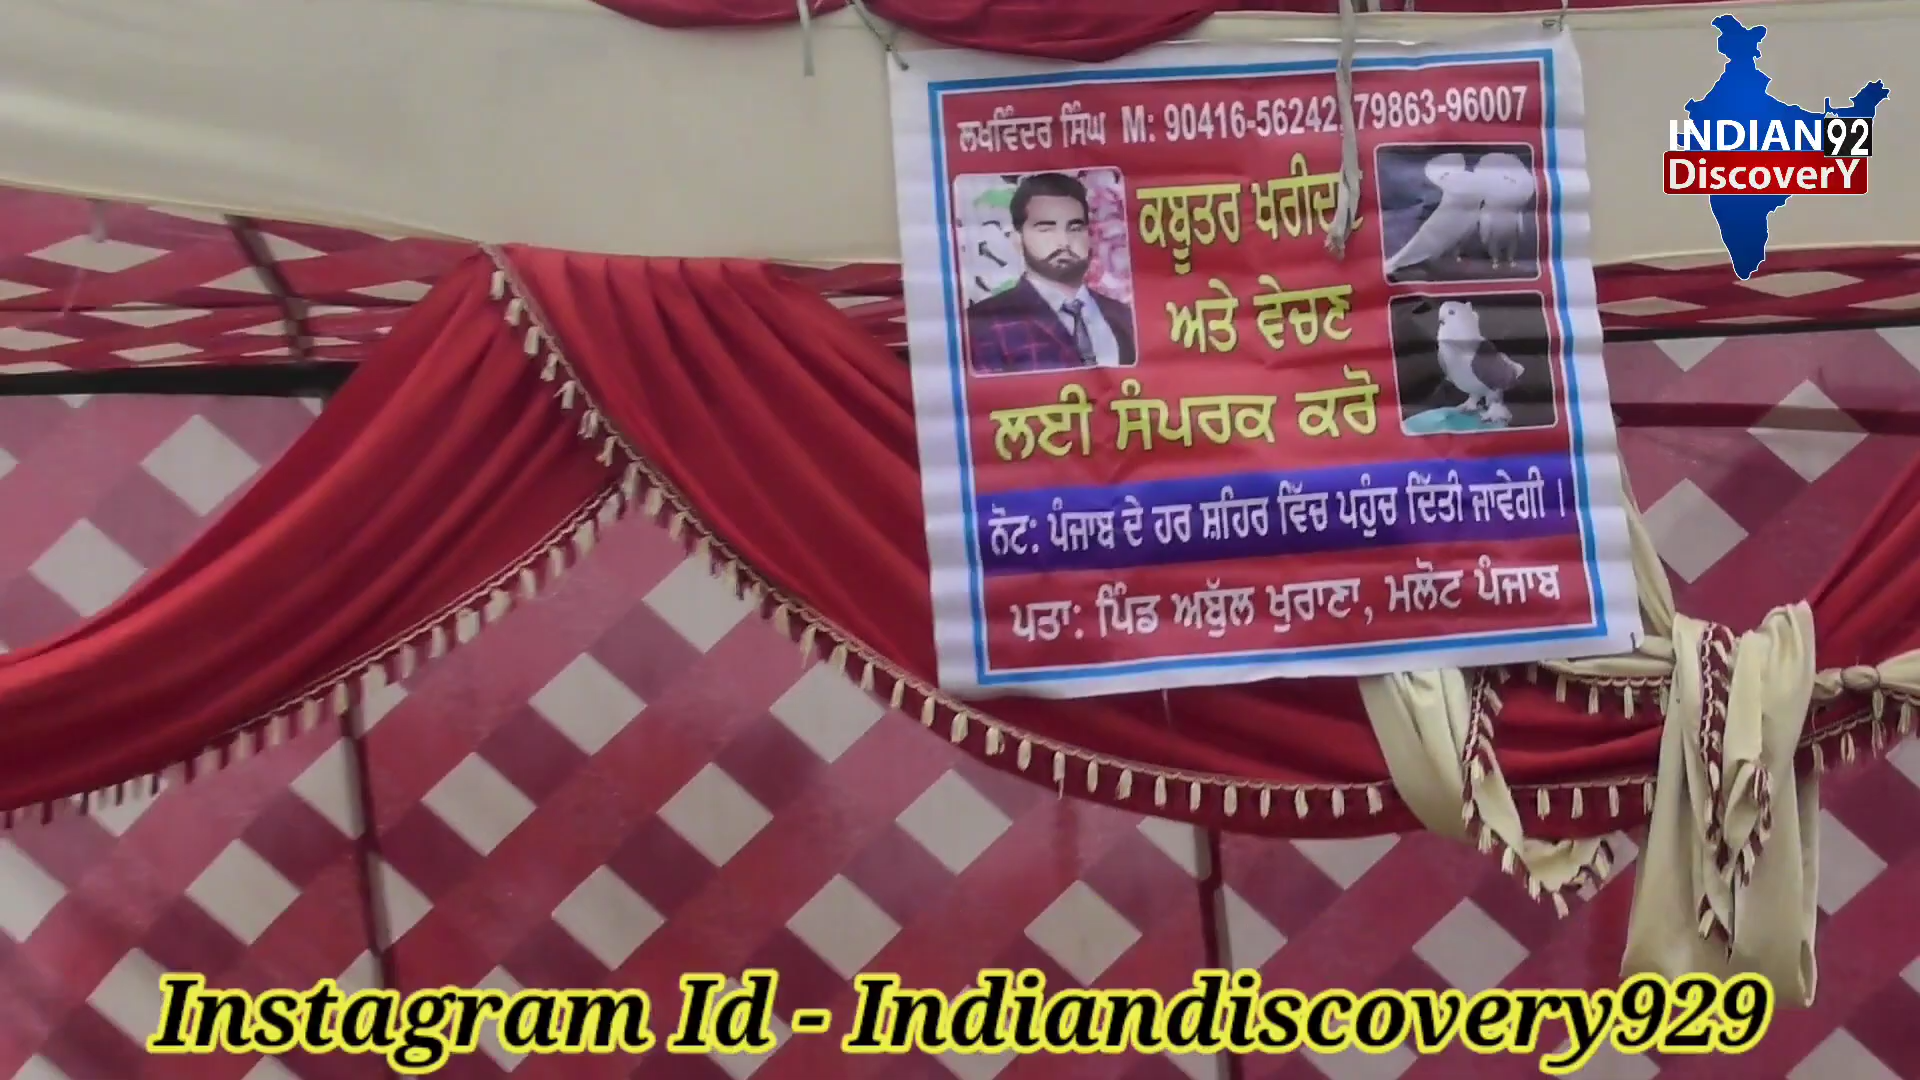 ਲਖਵਿੰਦਰ ਸਿੰਘ M: 90416-56242, 79863-96007
ਕਬੂਤਰ ਖਰੀਦਣ
ਅਤੇ ਵੇਚਣ
ਲਈ ਸੰਪਰਕ ਕਰੋ
ਨੋਟ: ਪੰਜਾਬ ਦੇ ਹਰ ਸ਼ਹਿਰ ਵਿੱਚ ਪਹੁੰਚ ਦਿੱਤੀ ਜਾਵੇਗੀ ।
ਪਤਾ: ਪਿੰਡ ਅਬੁੱਲ ਖੁਰਾਣਾ, ਮਲੋਟ ਪੰਜਾਬ
INDIAN92
DiscoverY
Instagram Id - Indiandiscovery929